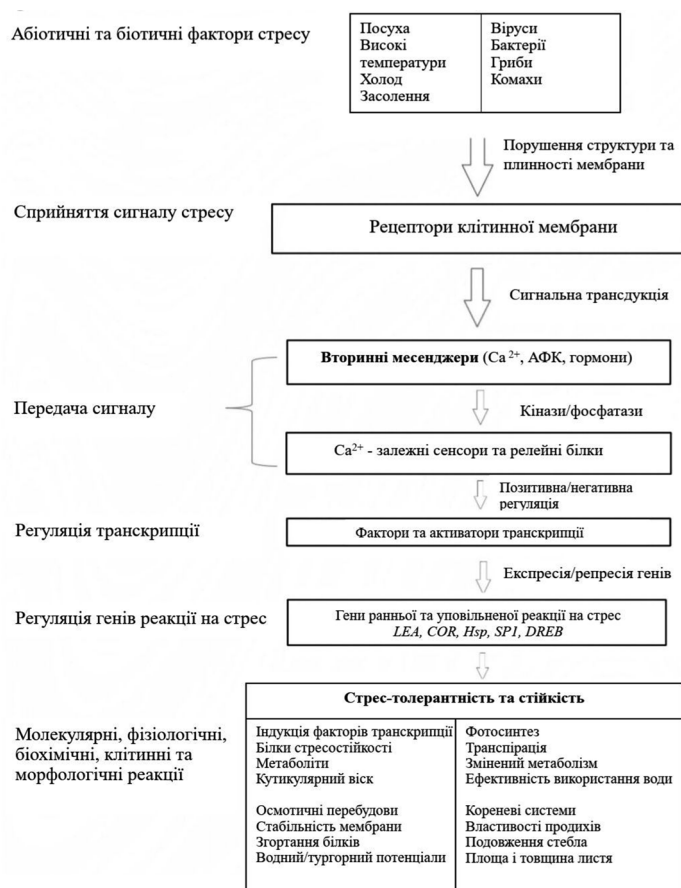 Абіотичні та біотичні фактори стресу
Посуха
Високі
температури
Холод
Засолення
Віруси
Бактерії
Гриби
Комахи
Порушення структури та
плинності мембрани
Сприйняття сигналу стресу
Рецептори клітинної мембрани
Сигнальна трансдукція
Вторинні месенджери (Ca 2+, АФК, гормони)
Передача сигналу
Кінази/фосфатази
Ca2+ - залежні сенсори та релейні білки
Позитивна/негативна
регуляція
Регуляція транскрипції
Фактори та активатори транскрипції
Експресія/репресія генів
Регуляція генів реакції на стрес
Гени ранньої та уповільненої реакції на стрес
LEA, COR, Hsp, SP1, DREB
Стрес-толерантність та стійкість
Молекулярні, фізіологічні,
біохімічні, клітинні та
морфологічні реакції
Індукція факторів транскрипції
Білки стресостійкості
Метаболіти
Кутикулярний віск
Осмотичні перебудови
Стабільність мембрани
Згортання білків
Водний/тургорний потенціали
Фотосинтез
Транспірація
Змінений метаболізм
Ефективність використання води
Кореневі системи
Властивості продихів
Подовження стебла
Площа і товщина листя